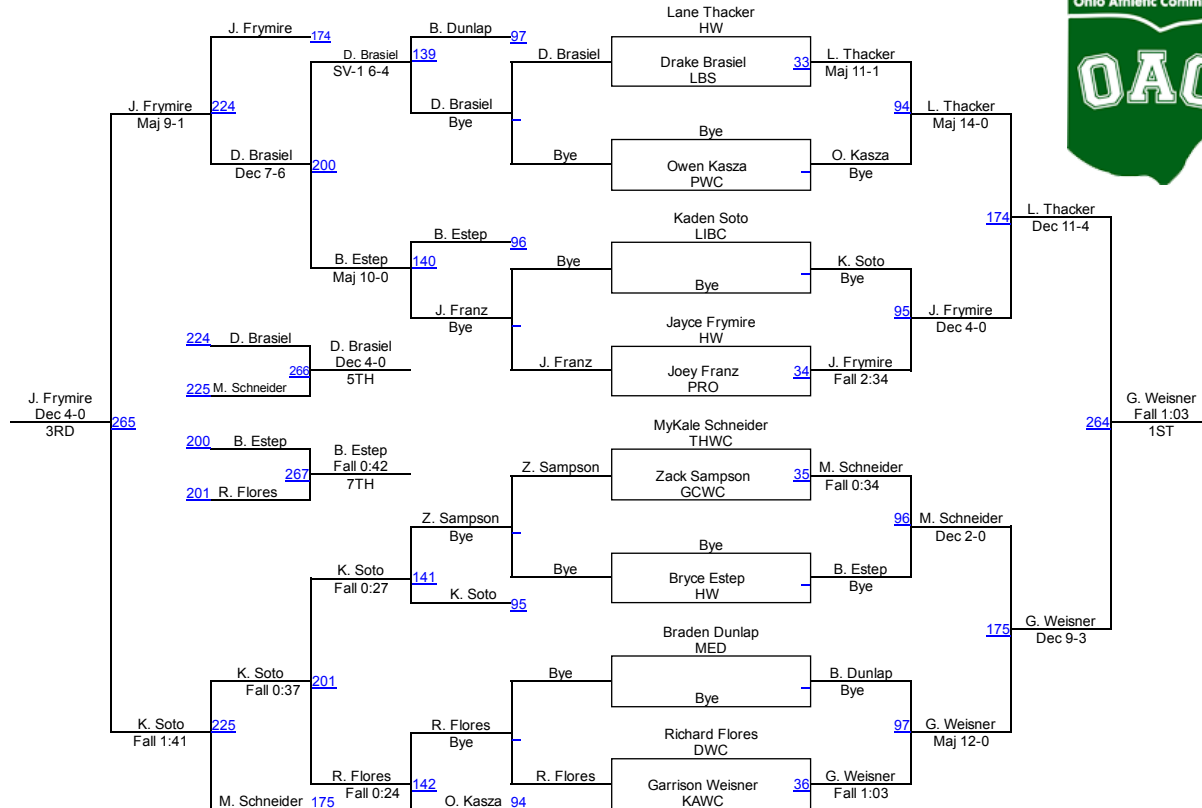 Ohio Athletic Comm
OAC
Lane Thacker
HW
Drake Brasiel
LBS
33
Bye
Owen Kasza
PWC
Kaden Soto
LIBC
Bye
Jayce Frymire
HW
Joey Franz
PRO
34
MyKale Schneider
THWC
Zack Sampson
GCWC
35
Bye
Bryce Estep
HW
Braden Dunlap
MED
Bye
Richard Flores
DWC
Garrison Weisner
KAWC
36
L. Thacker
Maj 11-1
O. Kasza
Bye
K. Soto
Bye
J. Frymire
Fall 2:34
M. Schneider
Fall 0:34
B. Estep
Bye
B. Dunlap
Bye
G. Weisner
Fall 1:03
94
L. Thacker
Maj 14-0
95
J. Frymire
Dec 4-0
96
M. Schneider
Dec 2-0
97
G. Weisner
Maj 12-0
174
L. Thacker
Dec 11-4
175
G. Weisner
Dec 9-3
264
G. Weisner
Fall 1:03
1ST
D. Brasiel
Bye
Bye
J. Franz
Z. Sampson
Bye
Bye
R. Flores
B. Dunlap 97
D. Brasiel
Bye
B. Estep 96
J. Franz
Bye
Z. Sampson
Bye
K. Soto 95
R. Flores
Bye
O. Kasza 94
D. Brasiel
SV-1 6-4
139
B. Estep
Maj 10-0
140
K. Soto
Fall 0:27
141
R. Flores
Fall 0:24
142
J. Frymire 174
D. Brasiel
Dec 7-6
200
K. Soto
Fall 0:37
201
M. Schneider 175
J. Frymire
Maj 9-1
224
K. Soto
Fall 1:41
225
J. Frymire
Dec 4-0
3RD
265
224 D. Brasiel
225 M. Schneider
266
D. Brasiel
Dec 4-0
5TH
200 B. Estep
201 R. Flores
267
B. Estep
Fall 0:42
7TH